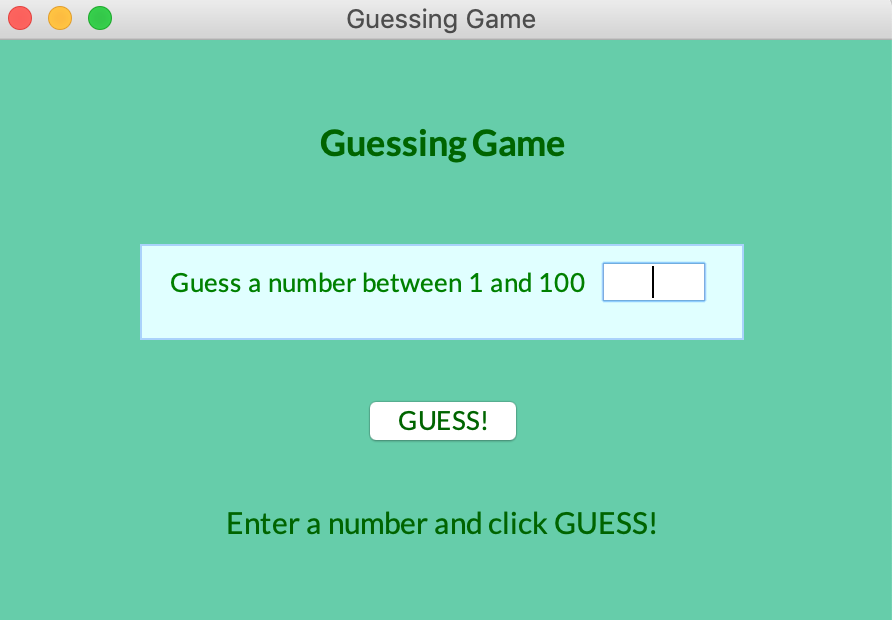 Guessing Game
Guessing Game
Guess a number between 1 and 100
GUESS!
Enter a number and click GUESS!